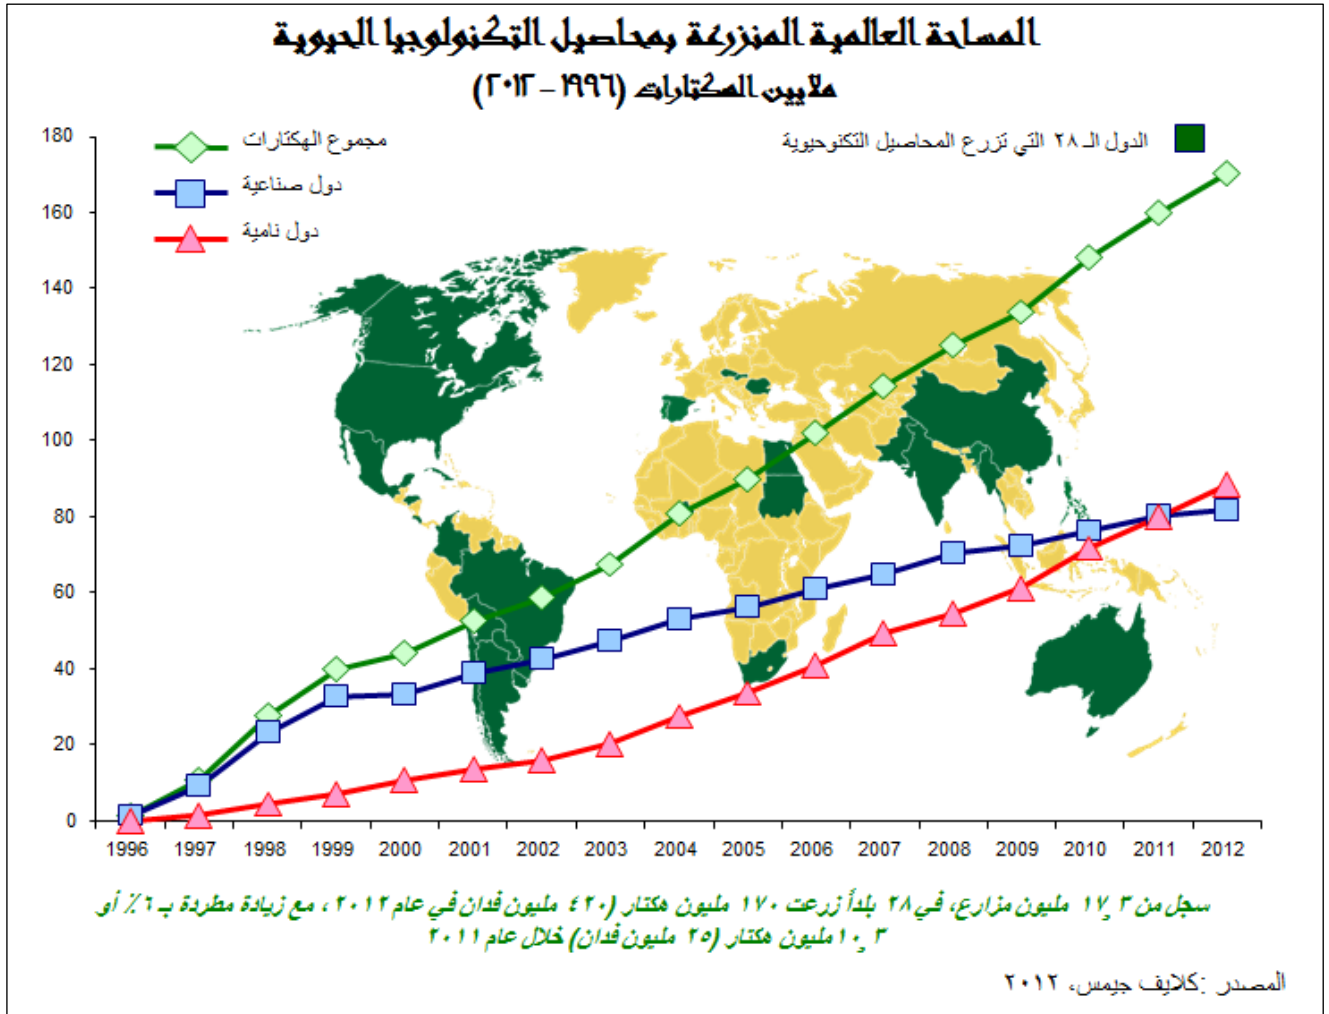 المساحة العالمية المنزرعة بمحاصيل التكنولوجيا الحيوية
ملايين الهكتارات (١٩٩٦ – ٢٠١٢)
مجموع الهكتارات
دول صناعية
دول نامية
الدول الـ ٢٨ التي تزرع المحاصيل التكنوحيوية
180
160
140
120
100
80
60
40
20
0
1996 1997 1998 1999 2000 2001 2002 2003 2004 2005 2006 2007 2008 2009 2010 2011 2012
سجل من ١٧,٣ مليون مزارع، في ٢٨ بلداً زرعت ١٧٠ مليون هكتار (٤٢٠ مليون فدان في عام ٢٠١٢ ، مع زيادة مطردة بـ ٦٪ أو
١٠,٣ مليون هكتار (٢٥ مليون فدان) خلال عام ٢٠١١
المصدر :كلايف جيمس، ٢٠١٢